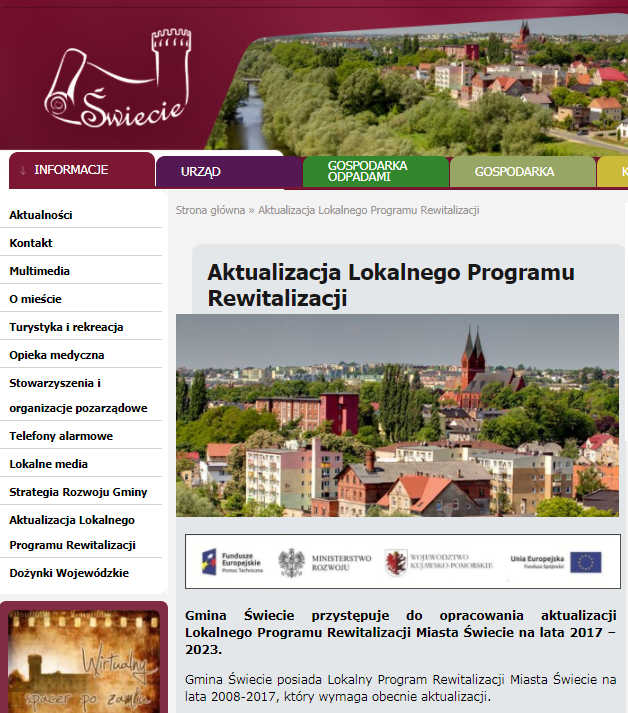 Świecie
INFORMACJE
URZĄD
GOSPODARKA
ODPADAMI
GOSPODARKA
K
Strona główna » Aktualizacja Lokalnego Programu Rewitalizacji
Aktualności
Kontakt
Multimedia
O mieście
Turystyka i rekreacja
Opieka medyczna
Stowarzyszenia i
organizacje pozarządowe
Telefony alarmowe
Lokalne media
Strategia Rozwoju Gminy
Aktualizacja Lokalnego
Programu Rewitalizacji
Dożynki Wojewódzkie
Wirtualny
spacer po zamku
Aktualizacja Lokalnego Programu
Rewitalizacji
Fundusze
Europejskie
Pomoc Techniczna
MINISTERSTWO
ROZWOJU
WOJEWÓDZTWO
KUJAWSKO-POMORSKIE
Unia Europejska
Fundusz Spójności
Gmina Świecie przystępuje do opracowania aktualizacji
Lokalnego Programu Rewitalizacji Miasta Świecie na lata 2017 –
2023.
Gmina Świecie posiada Lokalny Program Rewitalizacji Miasta Świecie na
lata 2008-2017, który wymaga obecnie aktualizacji.